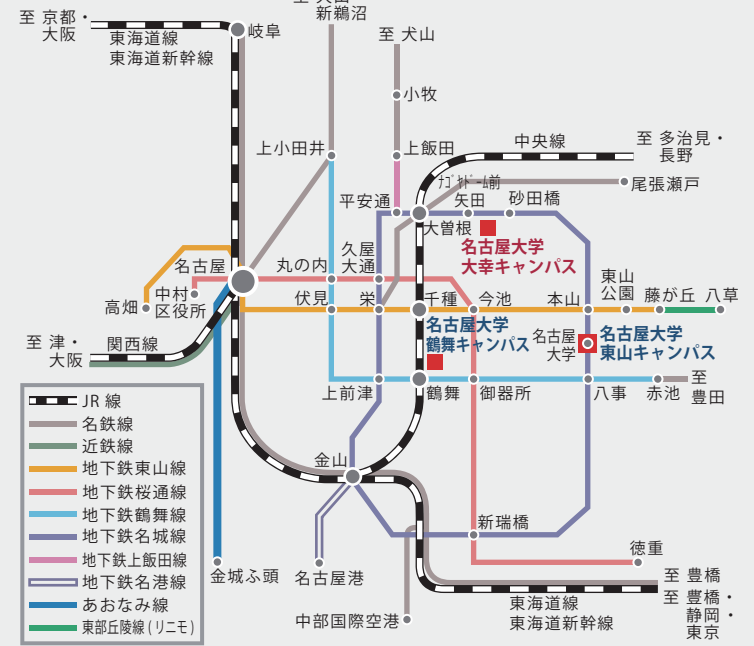 至 京都・
大阪
東海道線
東海道新幹線
岐阜
新鵜沼
至 犬山
小牧
上小田井
上飯田
中央線
至 多治見・
長野
尾張瀬戸
平安通
ﾅｺﾞﾔﾄﾞｰﾑ前
矢田
砂田橋
大曽根
名古屋大学
大幸キャンパス
名古屋
丸の内
久屋
大通
高畑
中村
区役所
伏見
栄
千種
今池
本山
東山
公園
藤が丘
八草
至 津・
大阪
関西線
名古屋大学
鶴舞キャンパス
名古屋
大学
名古屋大学
東山キャンパス
上前津
鶴舞
御器所
八事
赤池
至
豊田
JR 線
名鉄線
近鉄線
地下鉄東山線
地下鉄桜通線
地下鉄鶴舞線
地下鉄名城線
地下鉄上飯田線
地下鉄名港線
あおなみ線
東部丘陵線 ( リニモ )
金山
新瑞橋
徳重
金城ふ頭
名古屋港
中部国際空港
東海道線
東海道新幹線
至 豊橋
至 豊橋・
静岡・
東京